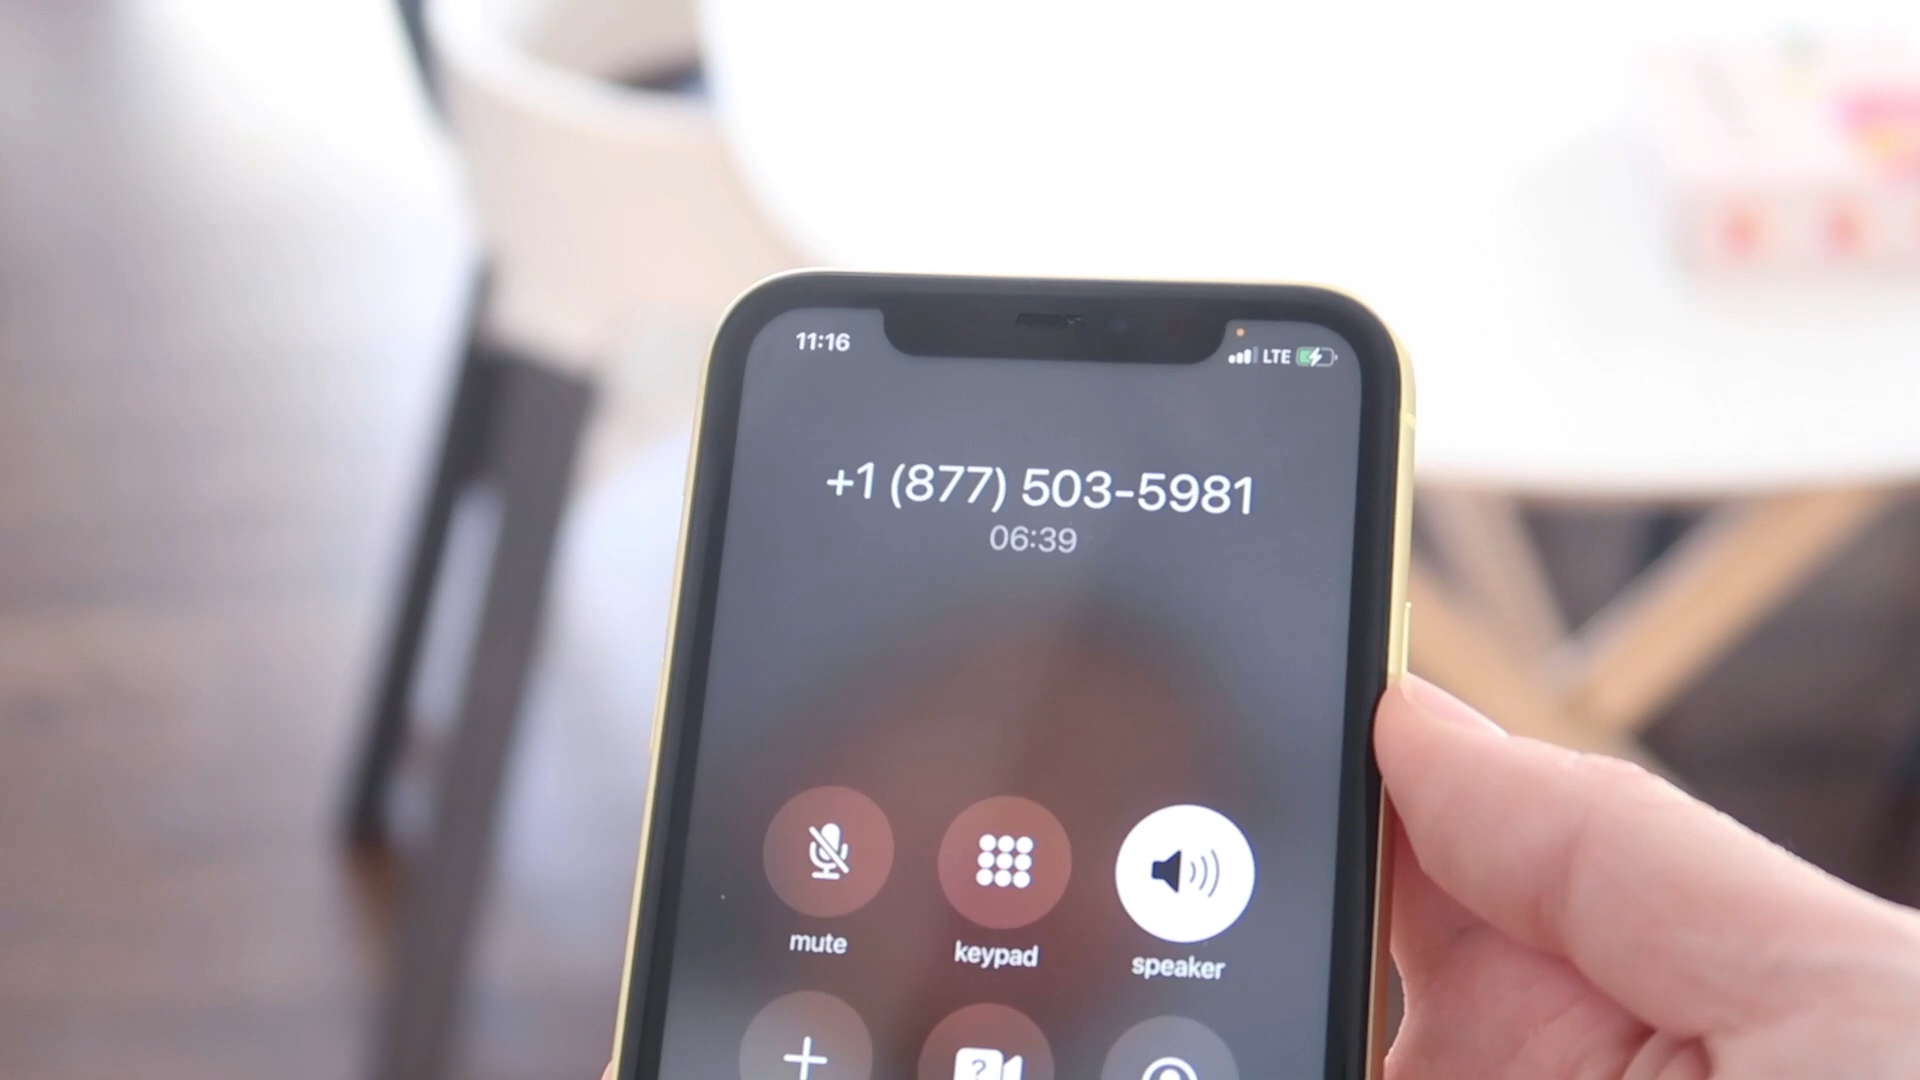 11:16
LTE
+1 (877) 503-5981
06:39
mute
keypad
speaker
?